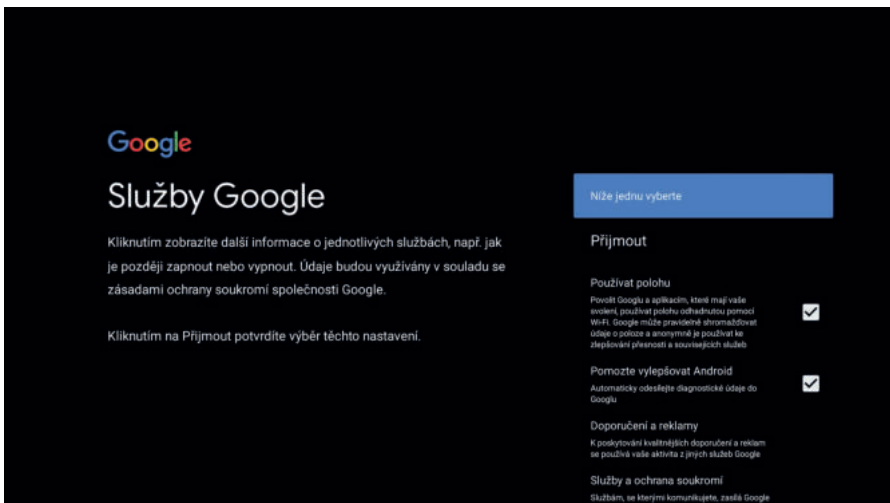 Google
Služby Google
Kliknutím zobrazíte další informace o jednotlivých službách, např. jak
je později zapnout nebo vypnout. Údaje budou využívány v souladu se
zásadami ochrany soukromí společnosti Google.
Kliknutím na Přijmout potvrdíte výběr těchto nastavení.
Níže jednu vyberte
Přijmout
Používat polohu
Povolit Googlu a aplikacím, které mají vaše
svolení, používat polohu odhadnutou pomocí
Wi-Fi. Google může pravidelně shromažďovat
údaje o poloze a anonymně je používat ke
zlepšování přesnosti a souvisejících služeb
Pomozte vylepšovat Android
Automaticky odesílejte diagnostické údaje do
Googlu
Doporučení a reklamy
K poskytování kvalitnějších doporučení a reklam
se používá vaše aktivita z jiných služeb Google
Služby a ochrana soukromí
Službám, se kterými komunikujete, zasílá Google